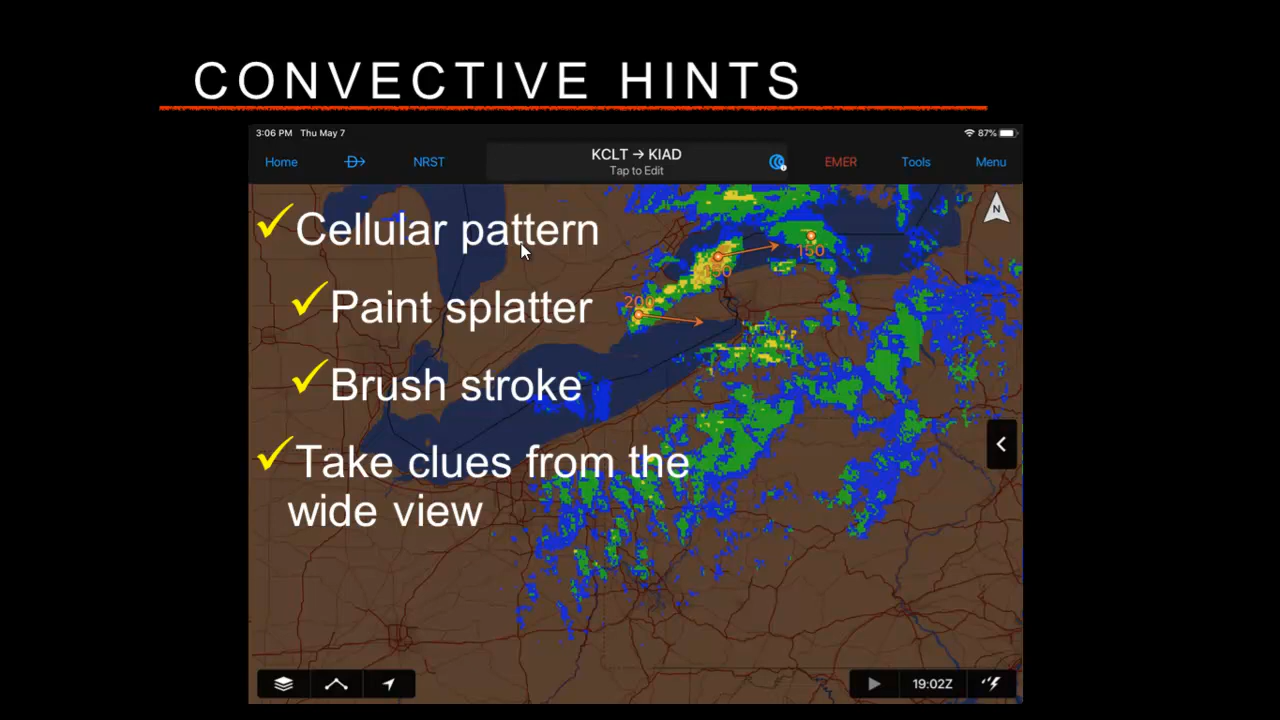 CONVECTIVE HINTS
3:06 PM Thu May 7
87%
Home
NRST
KCLT → KIAD
Tap to Edit
EMER
Tools
Menu
N
Cellular pattern
150
150
Paint splatter
200
Brush stroke
Take clues from the
wide view
19:02Z